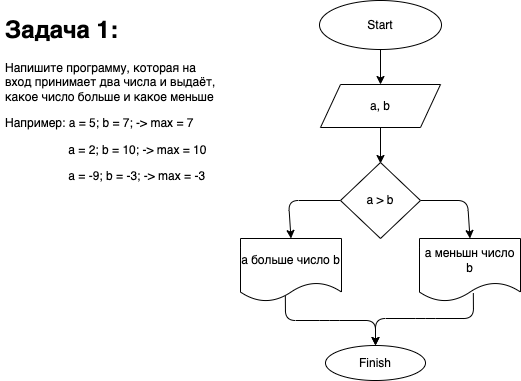 Задача 1:
Напишите программу, которая на
вход принимает два числа и выдаёт,
какое число больше и какое меньше
Например: a = 5; b = 7; -> max = 7
a = 2; b = 10; -> max = 10
a = -9; b = -3; -> max = -3
Start
a, b
a > b
a больше число b
a меньшн число
b
Finish